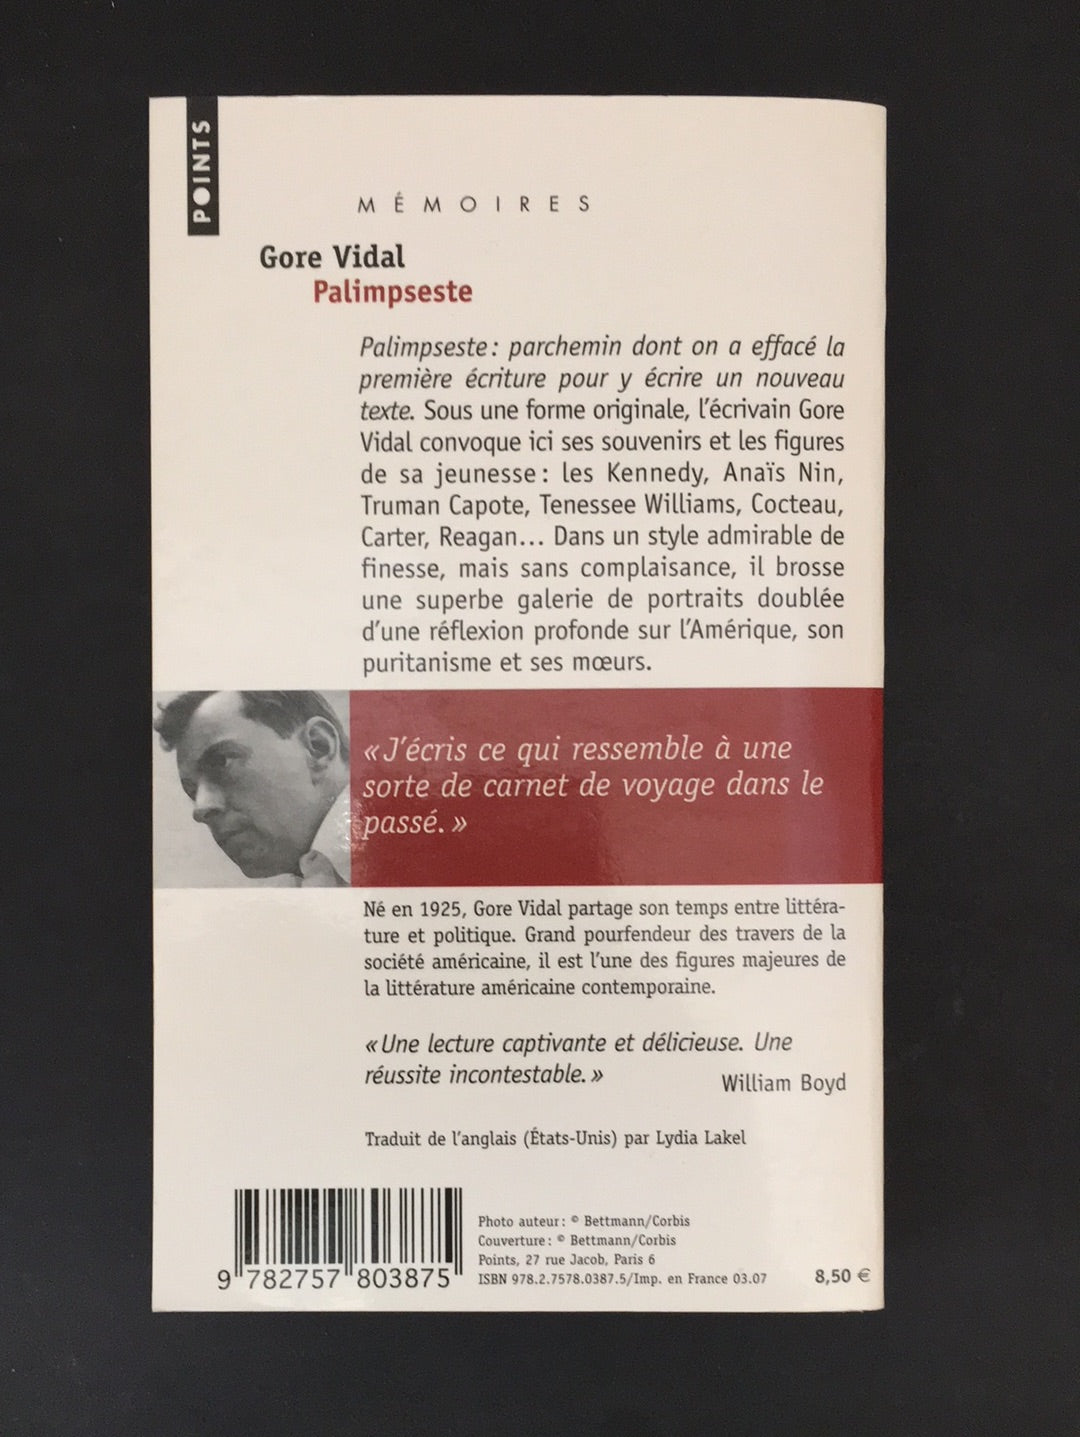 POINTS
MÉMOIRES
Gore Vidal
Palimpseste
Palimpseste : parchemin dont on a effacé la
première écriture pour y écrire un nouveau
texte. Sous une forme originale, l'écrivain Gore
Vidal convoque ici ses souvenirs et les figures
de sa jeunesse : les Kennedy, Anaïs Nin,
Truman Capote, Tenessee Williams, Cocteau,
Carter, Reagan... Dans un style admirable de
finesse, mais sans complaisance, il brosse
une superbe galerie de portraits doublée
d'une réflexion profonde sur l'Amérique, son
puritanisme et ses mœurs.
« J'écris ce qui ressemble à une
sorte de carnet de voyage dans le
passé. »
Né en 1925, Gore Vidal partage son temps entre littéra-
ture et politique. Grand pourfendeur des travers de la
société américaine, il est l'une des figures majeures de
la littérature américaine contemporaine.
« Une lecture captivante et délicieuse. Une
réussite incontestable. »
William Boyd
Traduit de l'anglais (États-Unis) par Lydia Lakel
9 782757 803875
Photo auteur : © Bettmann/Corbis
Couverture : © Bettmann/Corbis
Points, 27 rue Jacob, Paris 6
ISBN 978.2.7578.0387.5/Imp. en France 03.07
8,50 €